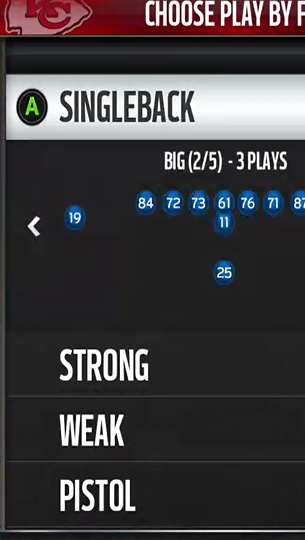 KC
CHOOSE PLAY BY F
A SINGLEBACK
BIG (2/5) - 3 PLAYS
84 72 73 61 76 71 87
19 11
25
STRONG
WEAK
PISTOL